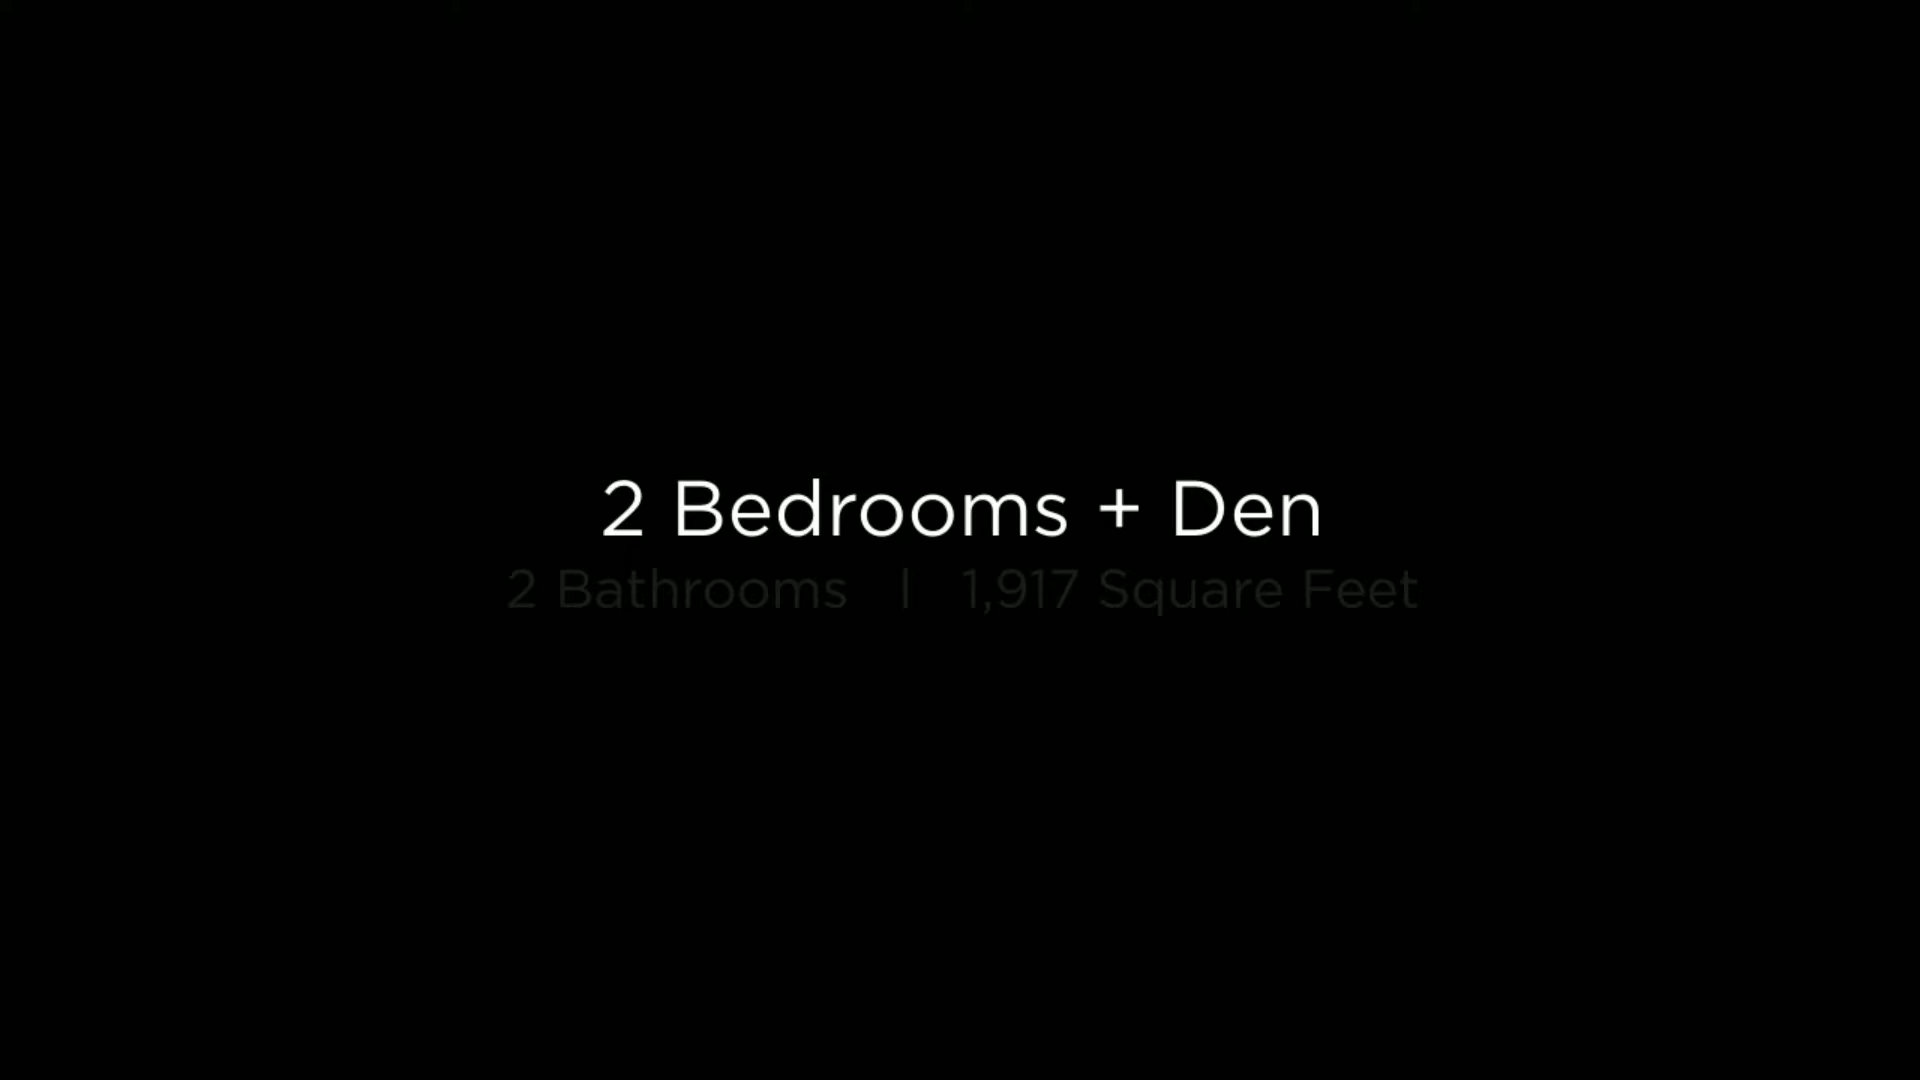 2 Bedrooms + Den
2 Bathrooms | 1,917 Square Feet